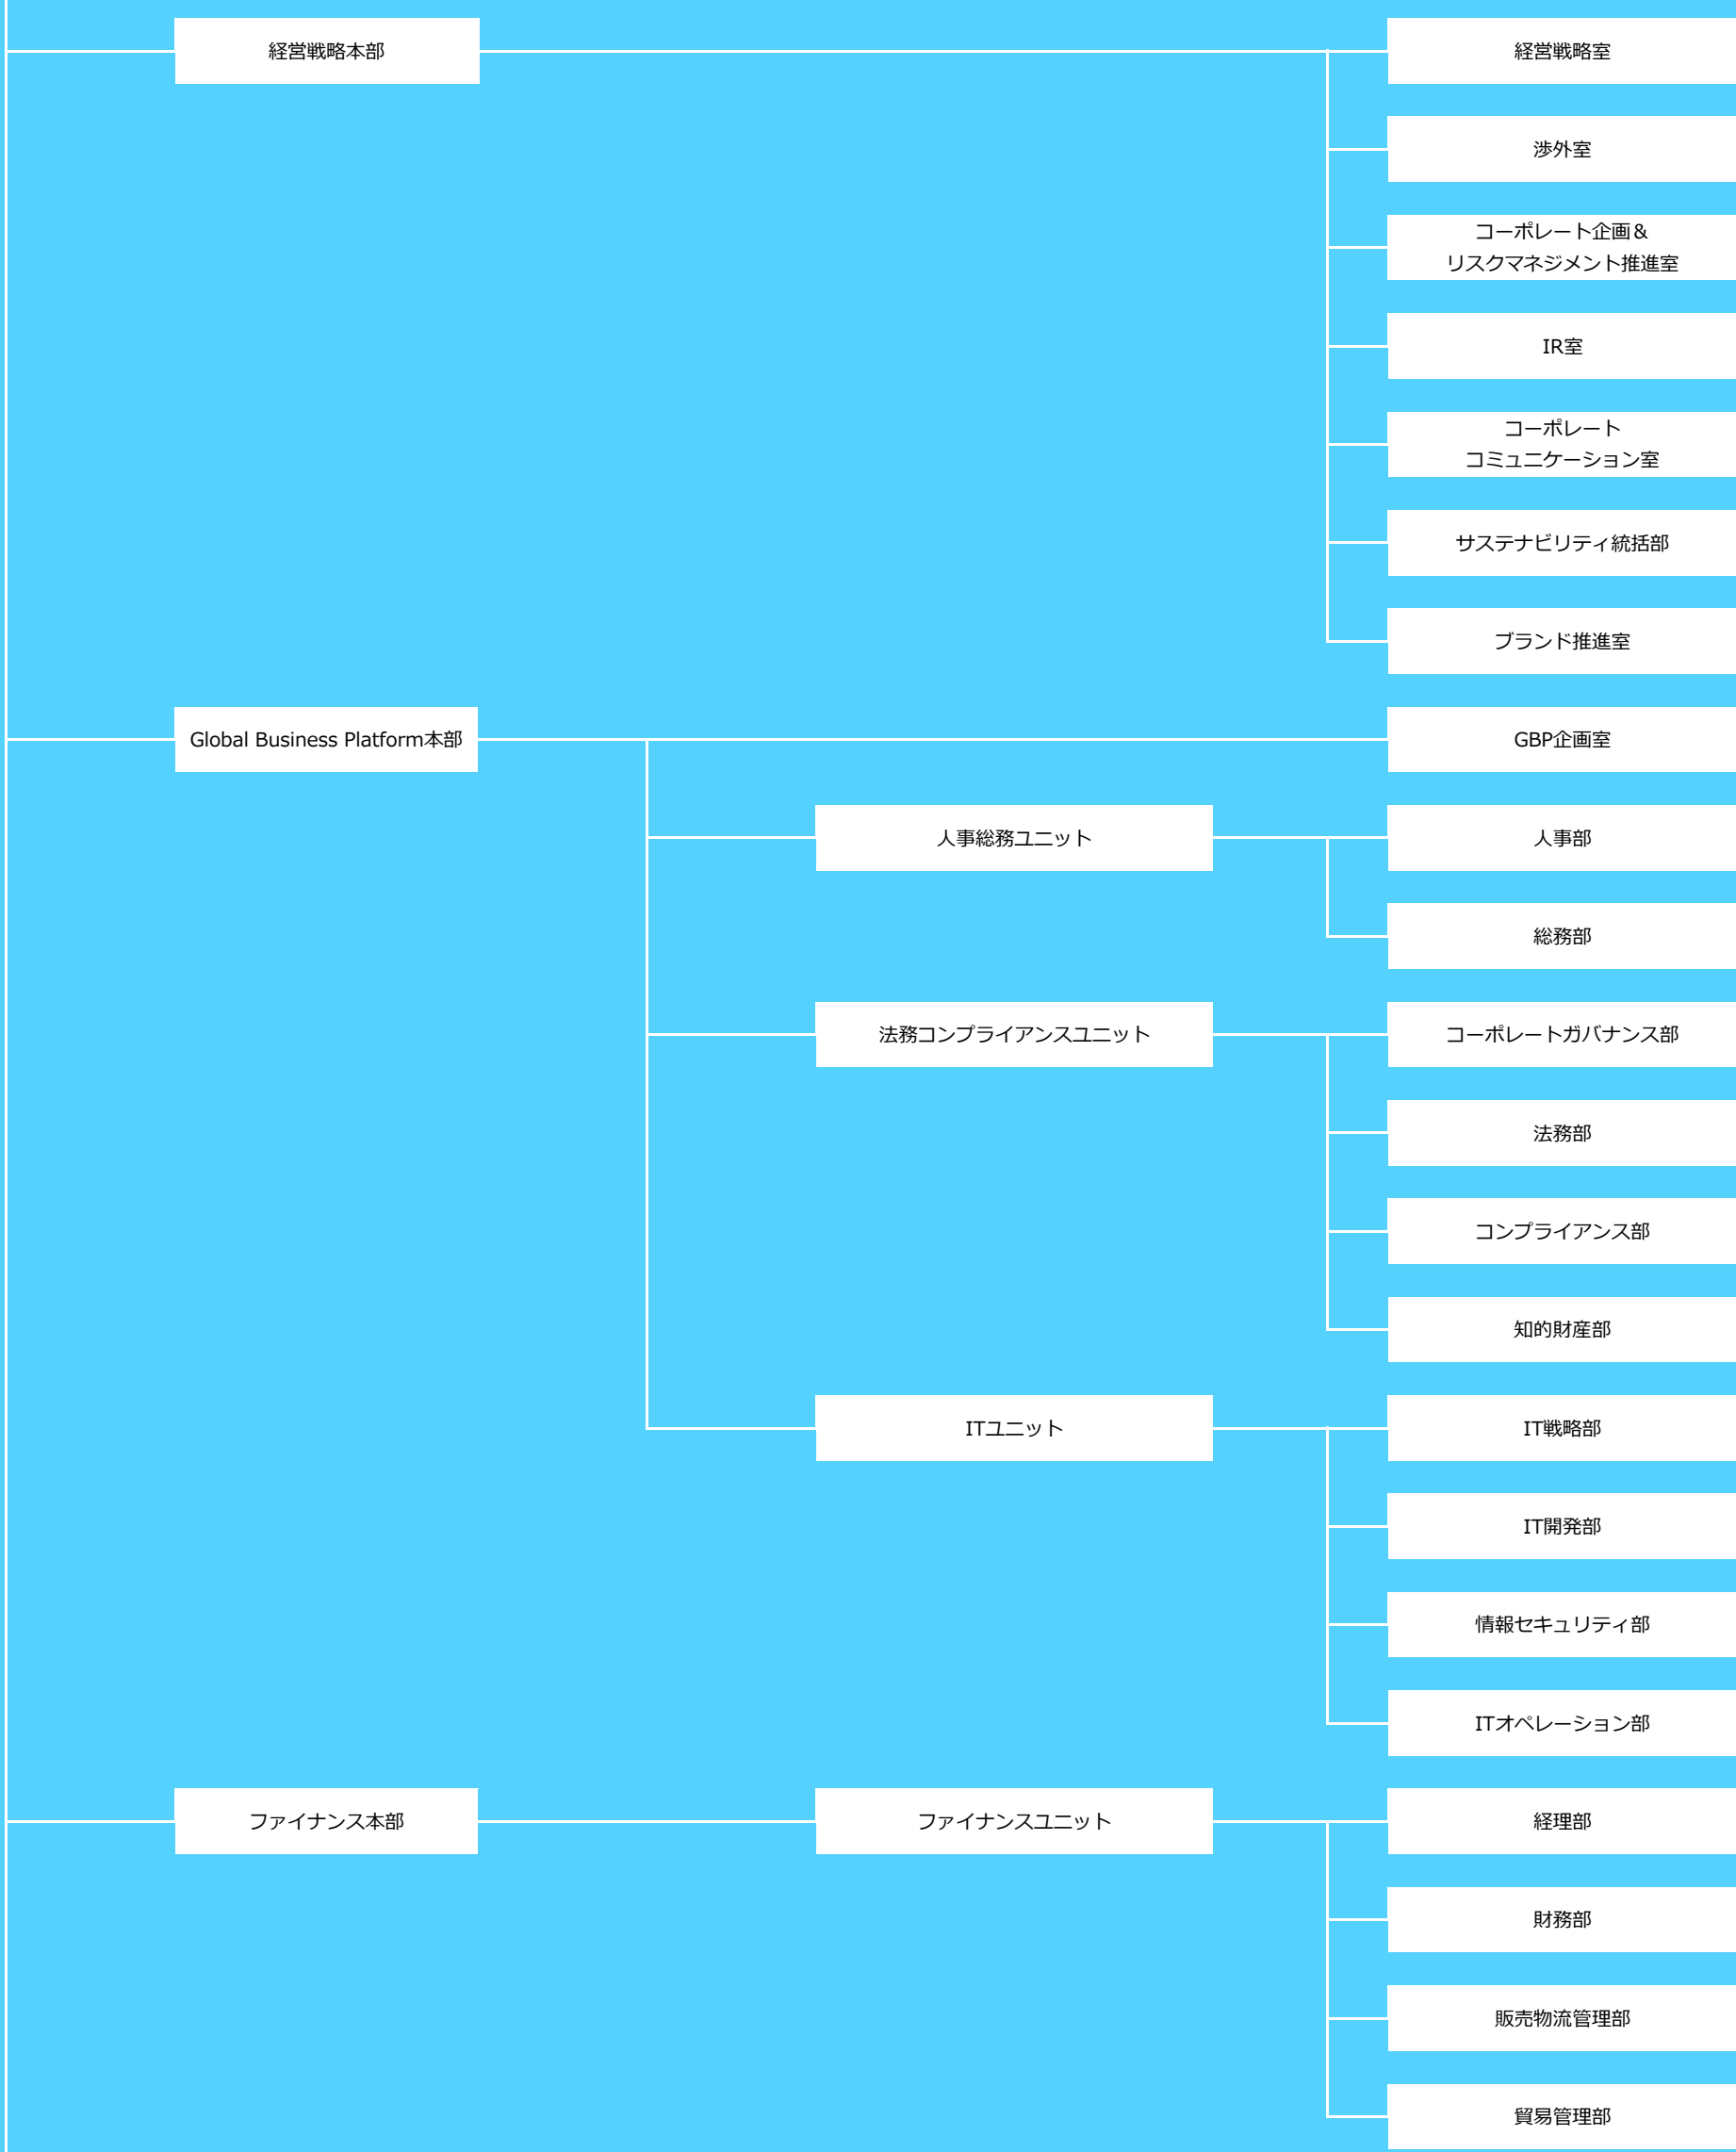 経営戦略本部
経営戦略室
渉外室
コーポレート企画＆
リスクマネジメント推進室
IR室
コーポレート
コミュニケーション室
サステナビリティ統括部
ブランド推進室
Global Business Platform本部
GBP企画室
人事総務ユニット
人事部
総務部
法務コンプライアンスユニット
コーポレートガバナンス部
法務部
コンプライアンス部
知的財産部
ITユニット
IT戦略部
IT開発部
情報セキュリティ部
ITオペレーション部
ファイナンス本部
ファイナンスユニット
経理部
財務部
販売物流管理部
貿易管理部